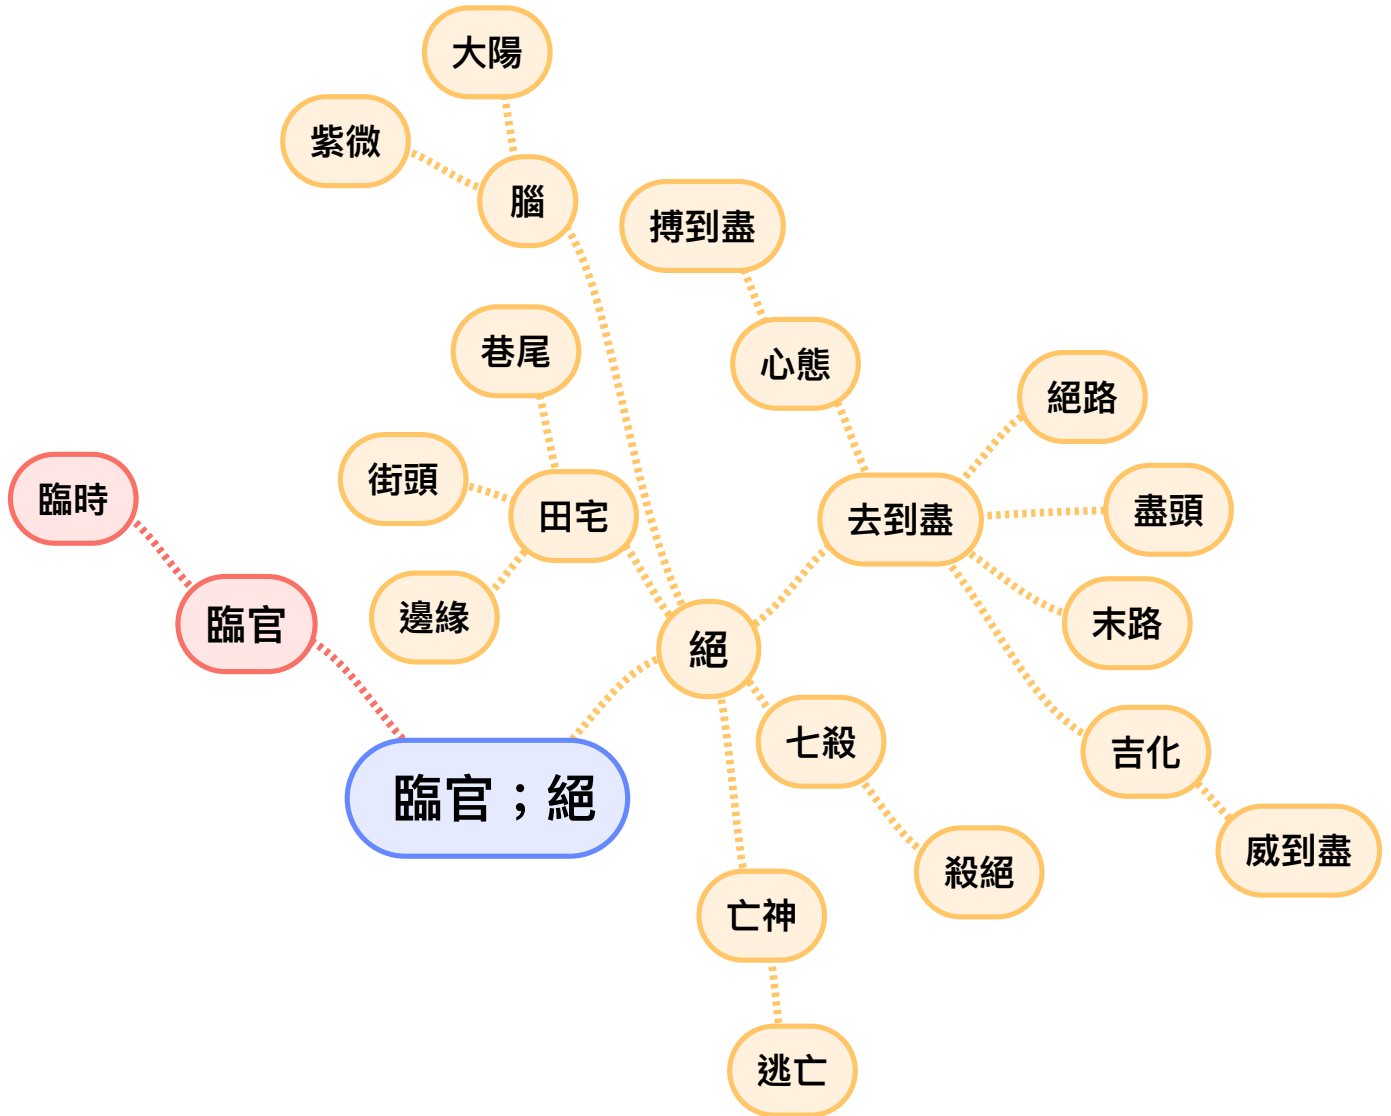 大陽
紫微
腦
搏到盡
巷尾
心態
絕路
街頭
臨時
田宅
去到盡
盡頭
邊緣
臨官
絕
末路
七殺
吉化
臨官；絕
威到盡
殺絕
亡神
逃亡